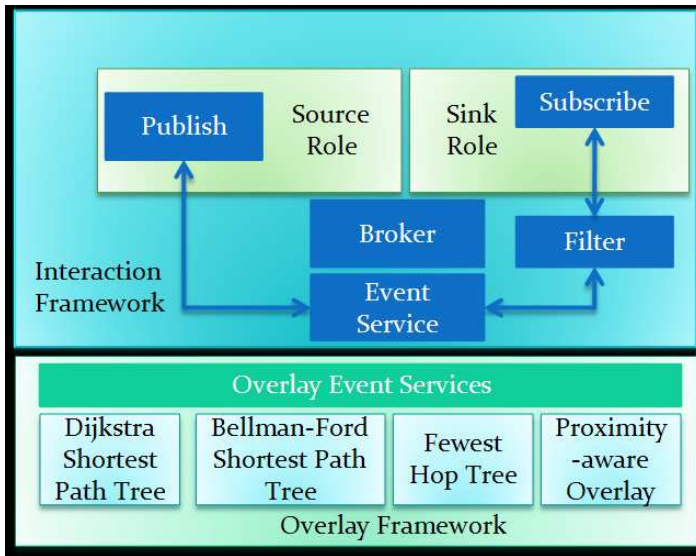 Publish
Source
Role
Sink
Role
Subscribe
Broker
Filter
Interaction
Framework
Event
Service
Overlay Event Services
Dijkstra
Shortest
Path Tree
Bellman-Ford
Shortest Path
Tree
Fewest
Hop Tree
Proximity
-aware
Overlay
Overlay Framework